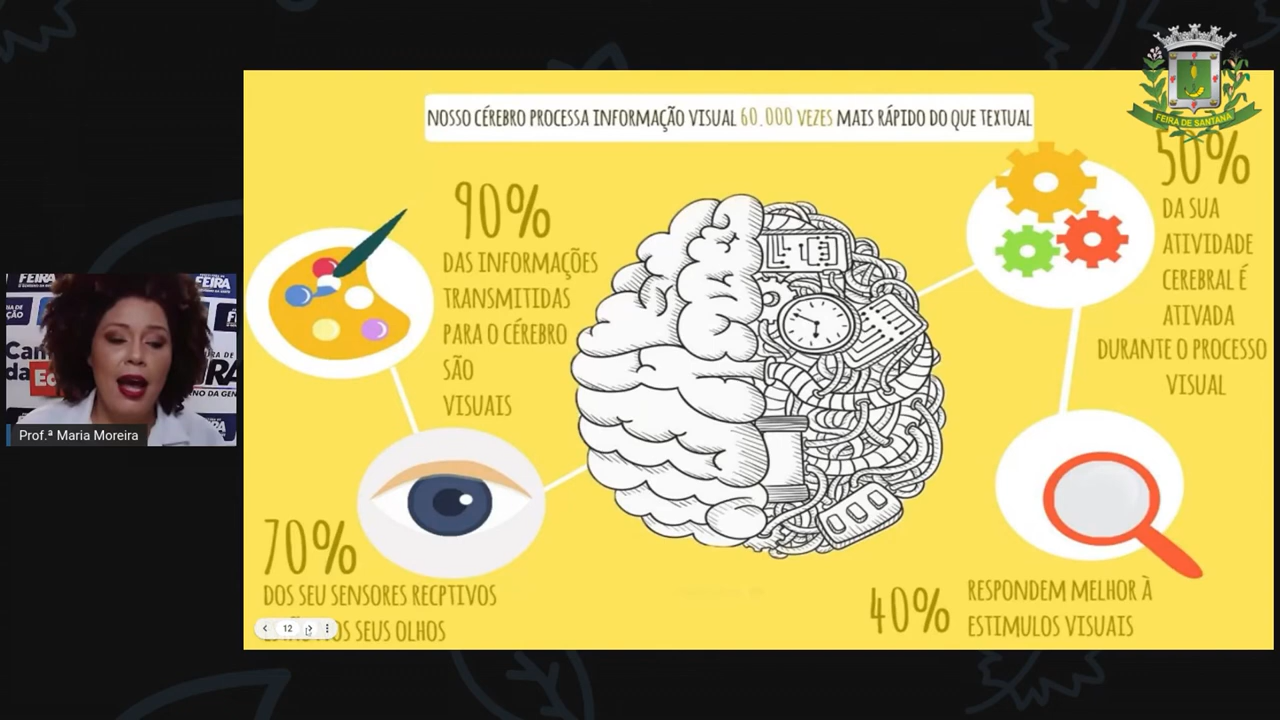 NOSSO CÉREBRO PROCESSA INFORMAÇÃO VISUAL 60.000 VEZES MAIS RÁPIDO DO QUE TEXTUAL
FEIRA DE SANTANA
90%
DAS INFORMAÇÕES
TRANSMITIDAS
PARA O CÉREBRO
SÃO
VISUAIS
50%
DA SUA
ATIVIDADE
CEREBRAL É
ATIVADA
DURANTE O PROCESSO
VISUAL
70%
DOS SEU SENSORES RECPTIVOS
SEUS OLHOS
12
40%
RESPONDEM MELHOR À
ESTIMULOS VISUAIS
FEIRA
FEIRA
Prof.ª Maria Moreira